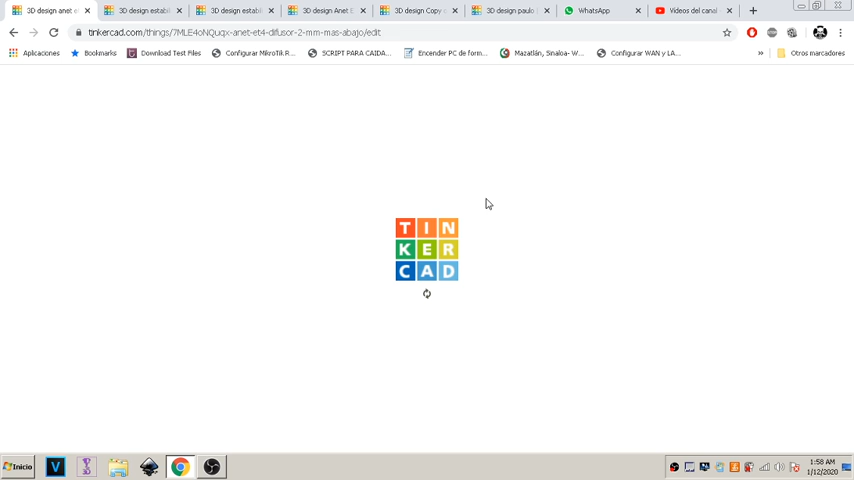 3D design anet e
3D design estabil
3D design estabil
3D design Anet E
3D design Copy o
3D design paulo
WhatsApp
Videos del canal
tinkercad.com/things/7MLE4oNQuqx-anet-et4-difusor-2-mm-mas-abajo/edit
Aplicaciones
Bookmarks
Download Test Files
Configurar MikroTiK R...
SCRIPT PARA CAIDA...
Encender PC de form...
Mazatlán, Sinaloa- W...
Configurar WAN y LA...
»
Otros marcadores
TIN
KER
CAD
Inicio
1:58 AM
1/12/2020